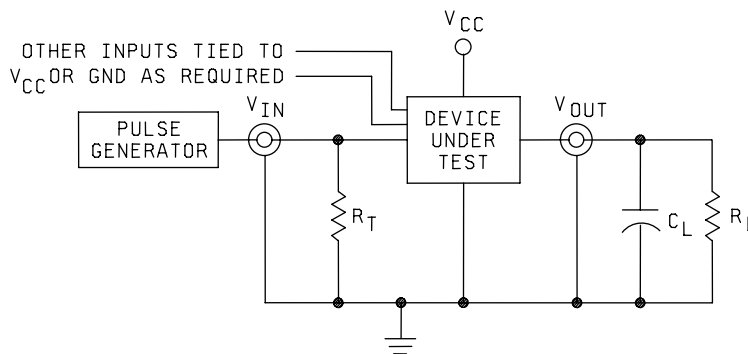 VCC
OTHER INPUTS TIED TO
VCC OR GND AS REQUIRED
VIN
VOUT
PULSE
GENERATOR
DEVICE
UNDER
TEST
RT
CL
R